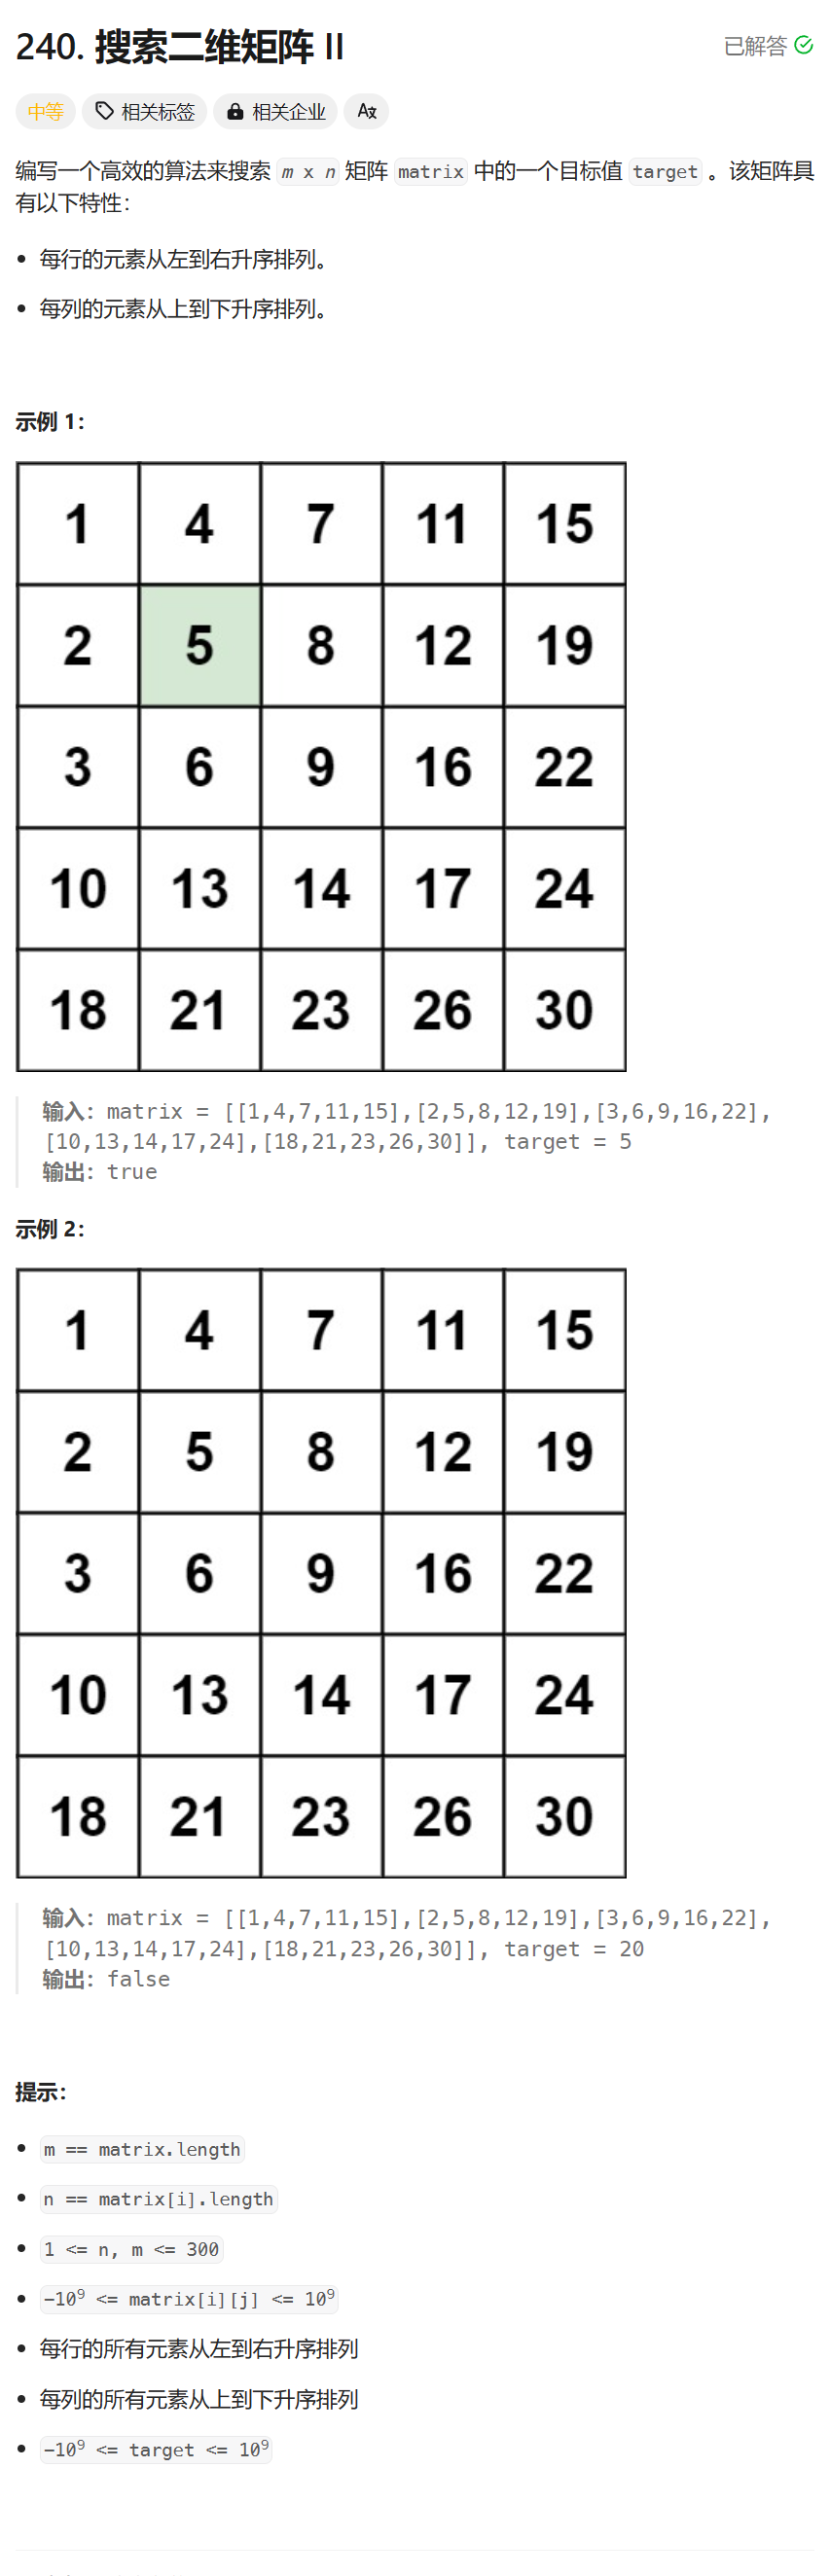 240. 搜索二维矩阵 II
已解答
中等
相关标签
相关企业
编写一个高效的算法来搜索 m x n 矩阵 matrix 中的一个目标值 target 。该矩阵具
有以下特性：
• 每行的元素从左到右升序排列。
• 每列的元素从上到下升序排列。
示例 1：
1 4 7 11 15
2 5 8 12 19
3 6 9 16 22
10 13 14 17 24
18 21 23 26 30
输入：matrix = [[1,4,7,11,15],[2,5,8,12,19],[3,6,9,16,22],
[10,13,14,17,24],[18,21,23,26,30]], target = 5
输出：true
示例 2：
1 4 7 11 15
2 5 8 12 19
3 6 9 16 22
10 13 14 17 24
18 21 23 26 30
输入：matrix = [[1,4,7,11,15],[2,5,8,12,19],[3,6,9,16,22],
[10,13,14,17,24],[18,21,23,26,30]], target = 20
输出：false
提示：
• m == matrix.length
• n == matrix[i].length
• 1 <= n, m <= 300
• -10⁹ <= matrix[i][j] <= 10⁹
• 每行的所有元素从左到右升序排列
• 每列的所有元素从上到下升序排列
• -10⁹ <= target <= 10⁹